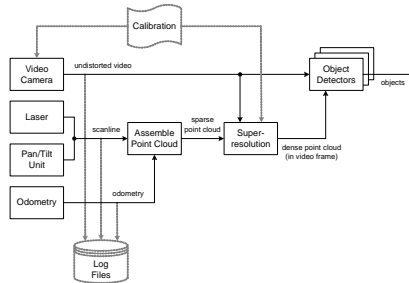 Calibration
Video
Camera
undistorted video
Object
Detectors
objects
Laser
scanline
Assemble
Point Cloud
sparse
point cloud
Super-
resolution
dense point cloud
(in video frame)
Pan/Tilt
Unit
Odometry
odometry
Log
Files